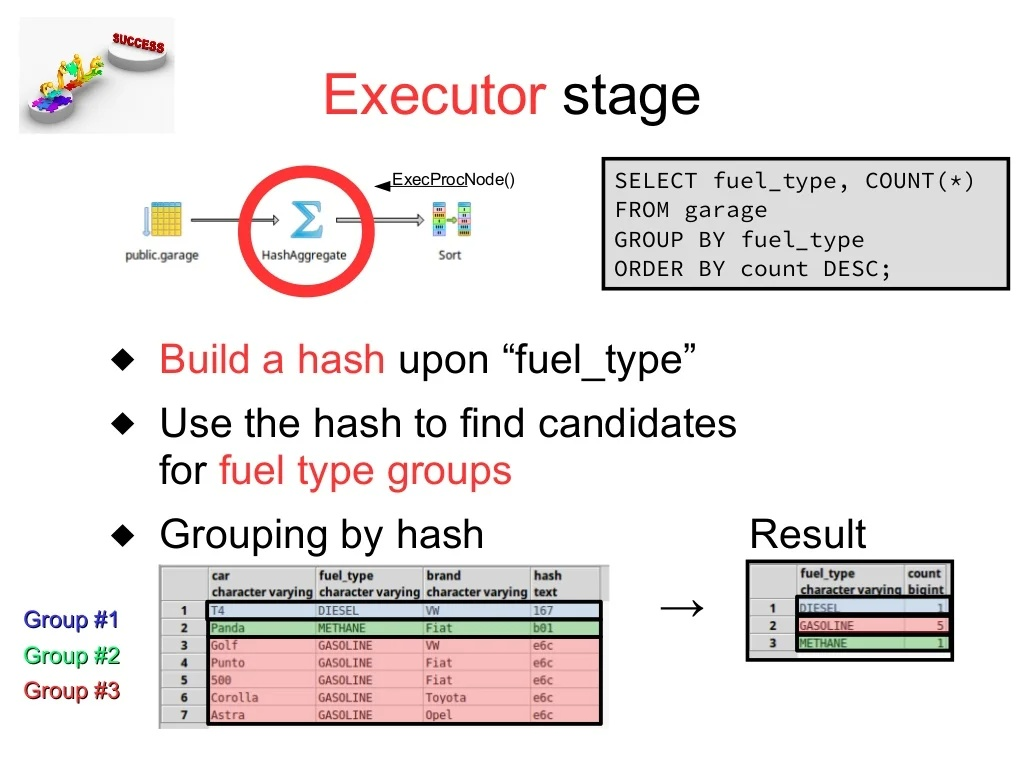 SUCCESS
Executor stage
ExecProcNode()
public.garage
HashAggregate
Sort
SELECT fuel_type, COUNT(*)
FROM garage
GROUP BY fuel_type
ORDER BY count DESC;
Build a hash upon “fuel_type”
Use the hash to find candidates
for fuel type groups
Grouping by hash
Result
car fuel_type brand hash
character varying character varying character varying text
1 T4 DIESEL VW 167
2 Panda METHANE Fiat b01
3 Golf GASOLINE VW e6c
4 Punto GASOLINE Fiat e6c
5 500 GASOLINE Fiat e6c
6 Corolla GASOLINE Toyota e6c
7 Astra GASOLINE Opel e6c
Group #1
Group #2
Group #3
→
fuel_type count
character varying bigint
1 DIESEL 1
2 GASOLINE 5
3 METHANE 1